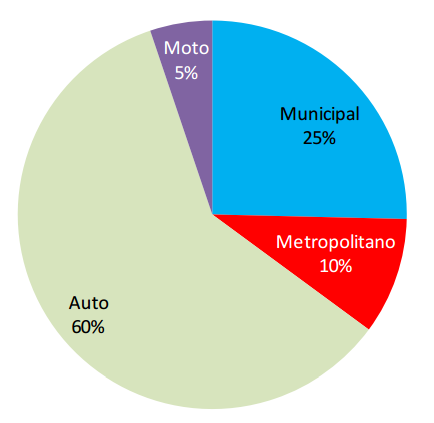 Moto
5%
Municipal
25%
Metropolitano
10%
Auto
60%